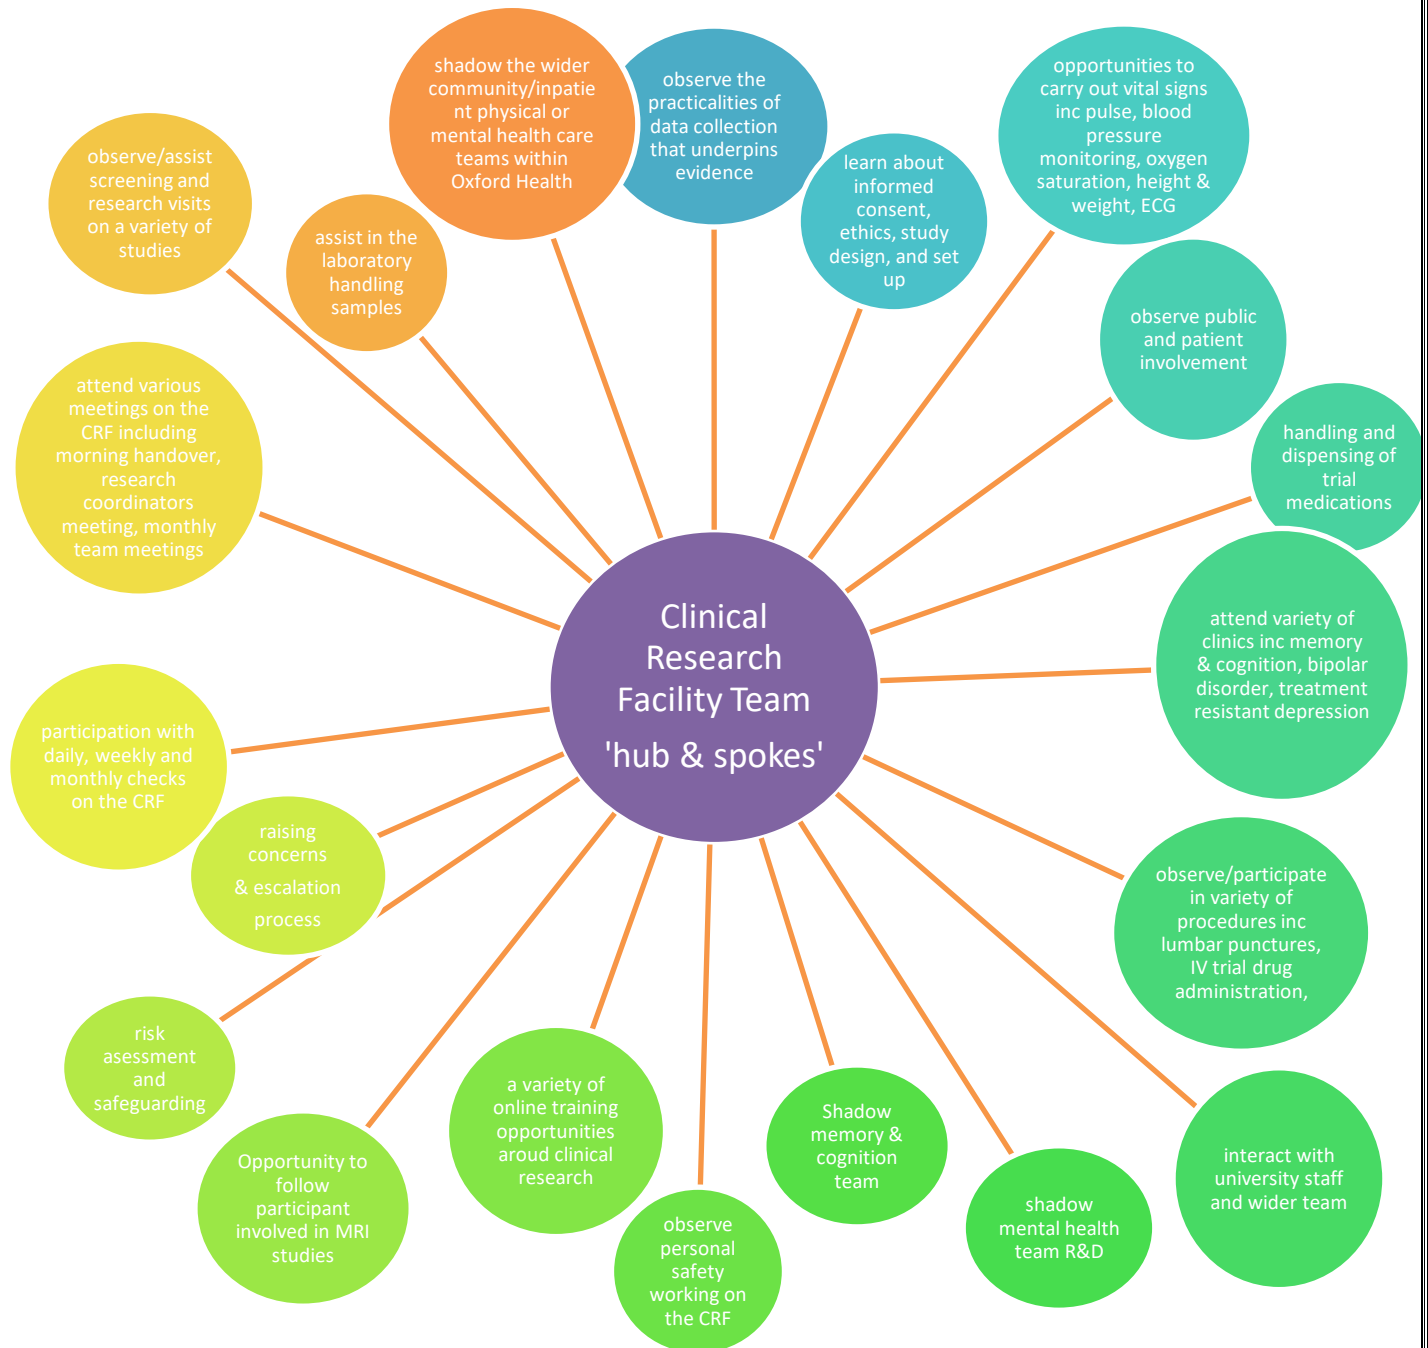 Clinical
Research
Facility Team
'hub & spokes'
observe the
practicalities of
data collection
that underpins
evidence
learn about
informed
consent,
ethics, study
design, and set
up
opportunities to
carry out vital signs
inc pulse, blood
pressure
monitoring, oxygen
saturation, height &
weight, ECG
observe public
and patient
involvement
handling and
dispensing of
trial
medications
attend variety of
clinics inc memory
& cognition, bipolar
disorder, treatment
resistant depression
observe/participate
in variety of
procedures inc
lumbar punctures,
IV trial drug
administration,
interact with
university staff
and wider team
shadow
mental health
team R&D
Shadow
memory &
cognition
team
observe
personal
safety
working on
the CRF
a variety of
online training
opportunities
aroud clinical
research
Opportunity to
follow
participant
involved in MRI
studies
risk
asessment
and
safeguarding
raising
concerns
& escalation
process
participation with
daily, weekly and
monthly checks
on the CRF
attend various
meetings on the
CRF including
morning handover,
research
coordinators
meeting, monthly
team meetings
observe/assist
screening and
research visits
on a variety of
studies
assist in the
laboratory
handling
samples
shadow the wider
community/inpatie
nt physical or
mental health care
teams within
Oxford Health